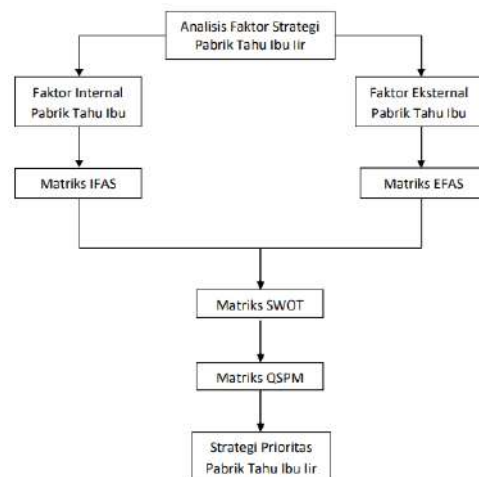 Analisis Faktor Strategi
Pabrik Tahu Ibu Iir
Faktor Internal
Pabrik Tahu Ibu
Faktor Eksternal
Pabrik Tahu Ibu
Matriks IFAS
Matriks EFAS
Matriks SWOT
Matriks QSPM
Strategi Prioritas
Pabrik Tahu Ibu Iir